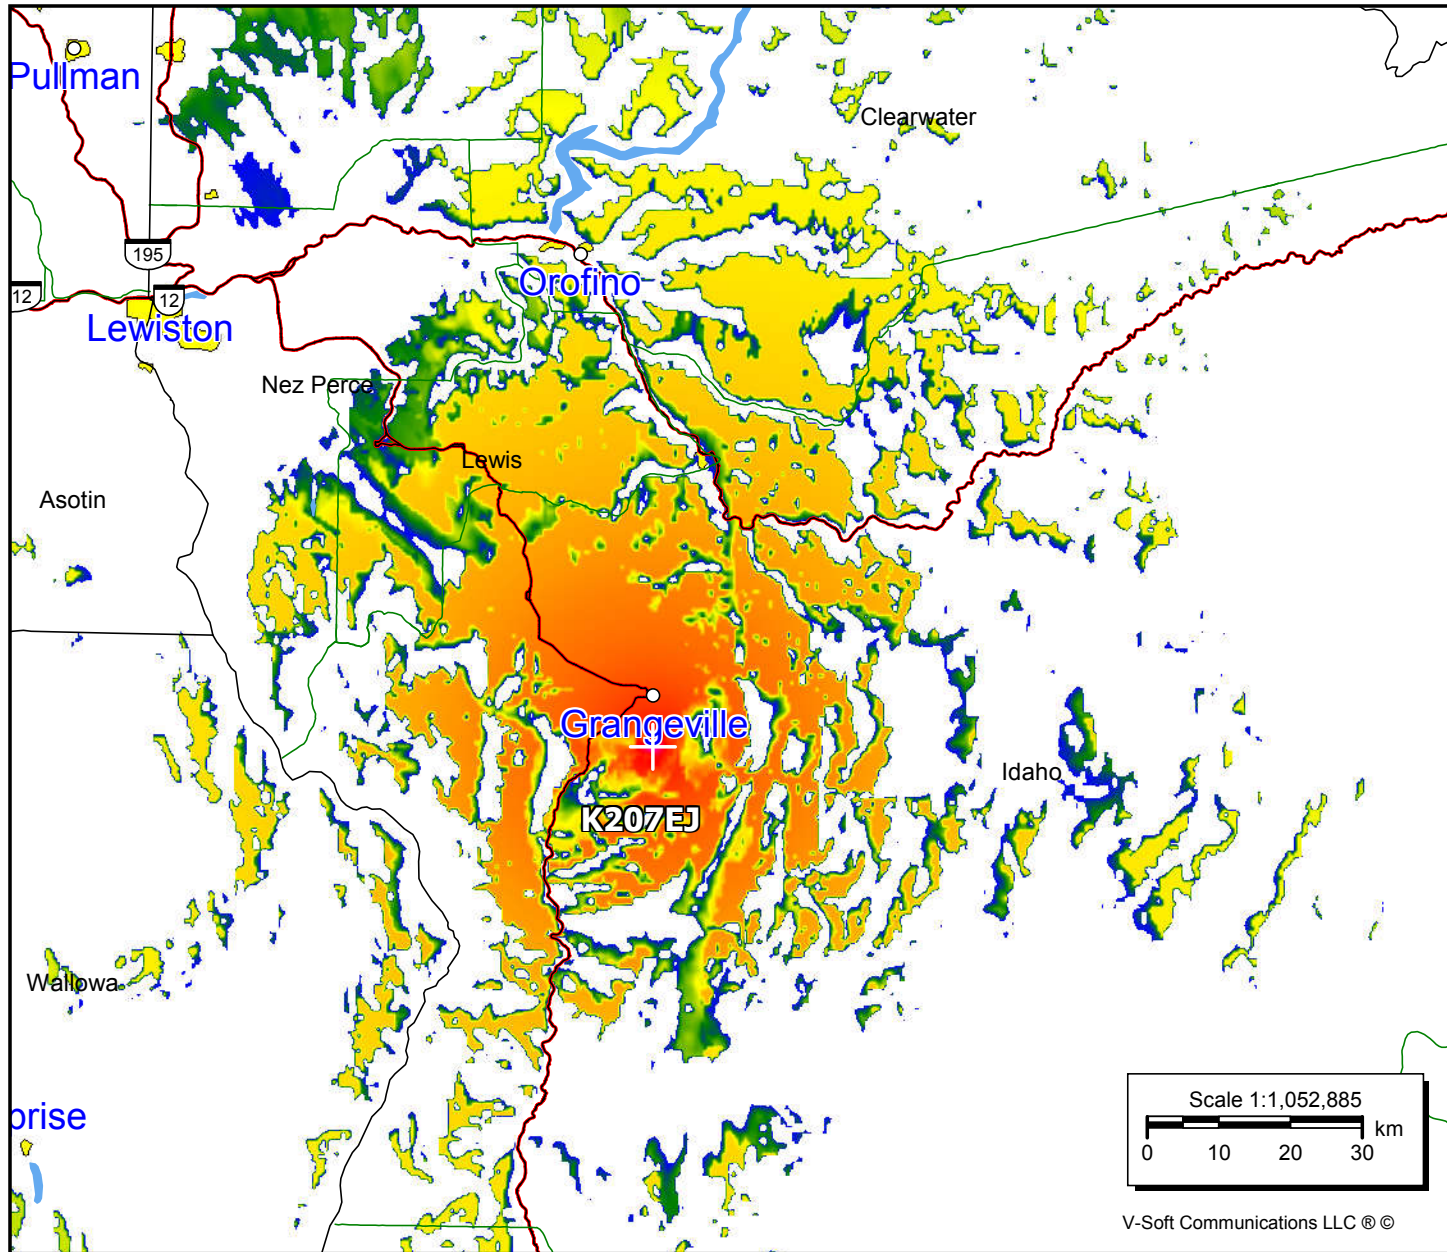 Pullman
Clearwater
195
12
12
Orofino
Lewiston
Nez Perce
Lewis
Asotin
Grangeville
Idaho
K207EJ
Wallowa
prise
Scale 1:1,052,885
km
0 10 20 30
V-Soft Communications LLC ® ©